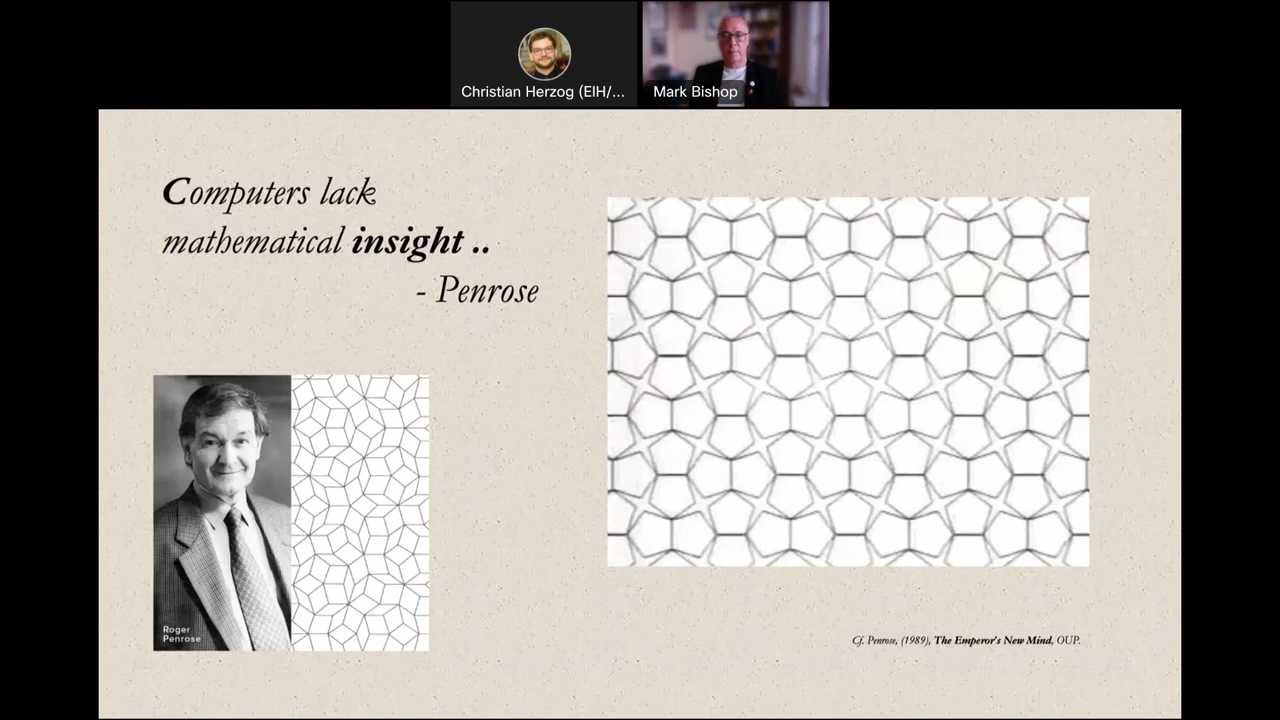 Christian Herzog (EIH/...
Mark Bishop
Computers lack
mathematical insight ..
- Penrose
Roger
Penrose
Cf. Penrose, (1989), The Emperor's New Mind, OUP.